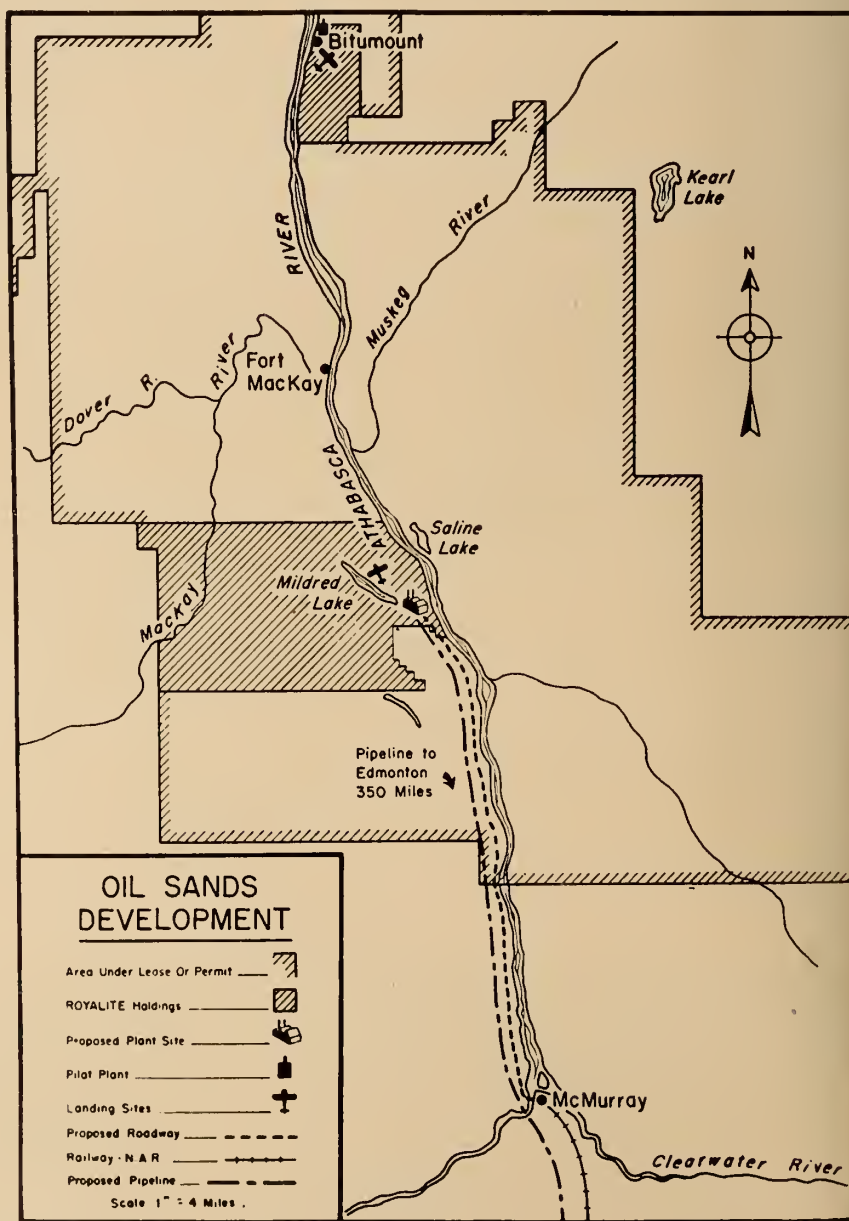 Bitumount
Kearl
Lake
RIVER
Muskeg River
N
Fort
MacKay
Dover R.
River
ATHABASCA
Saline
Lake
Mildred
Lake
MacKay
Pipeline to
Edmonton
350 Miles
OIL SANDS
DEVELOPMENT
Area Under Lease Or Permit
ROYALITE Holdings
Proposed Plant Site
Pilot Plant
Landing Sites
Proposed Roadway
Railway - N.A.R
Proposed Pipeline
Scale 1" = 4 Miles.
McMurray
Clearwater River